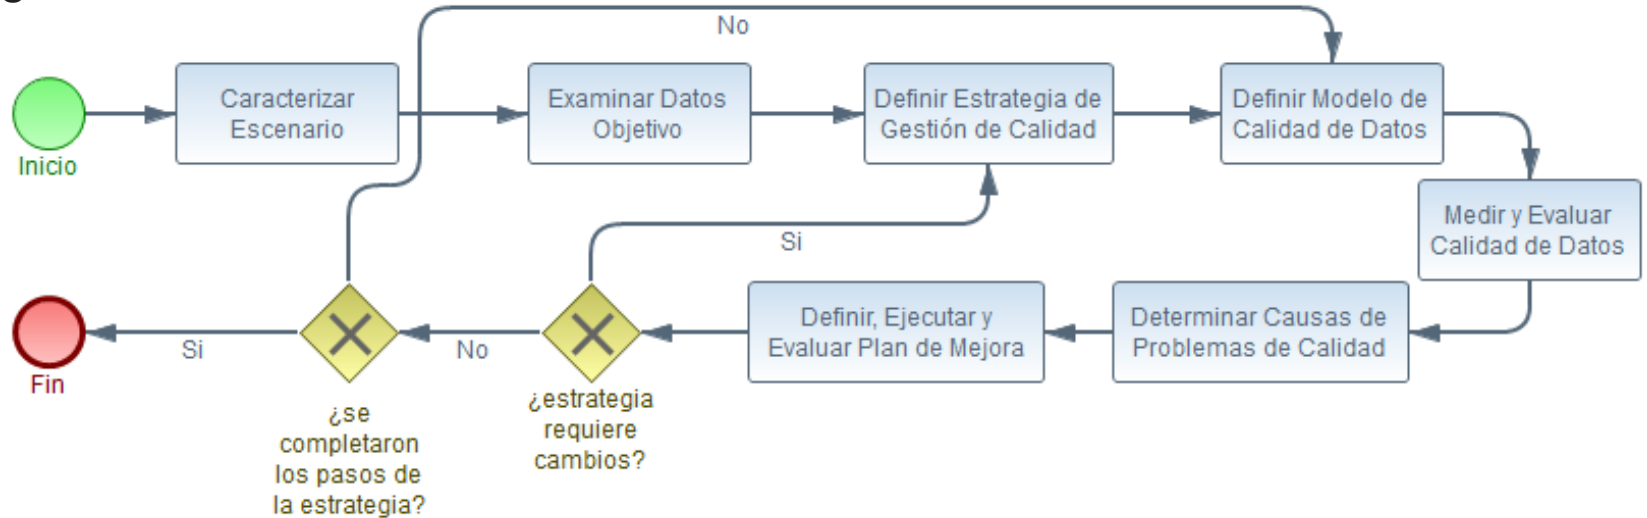 No
Caracterizar
Escenario
Examinar Datos
Objetivo
Definir Estrategia de
Gestión de Calidad
Definir Modelo de
Calidad de Datos
Inicio
Medir y Evaluar
Calidad de Datos
Si
Definir, Ejecutar y
Evaluar Plan de Mejora
Determinar Causas de
Problemas de Calidad
Si
No
Fin
¿se
completaron
los pasos de
la estrategia?
¿estrategia
requiere
cambios?